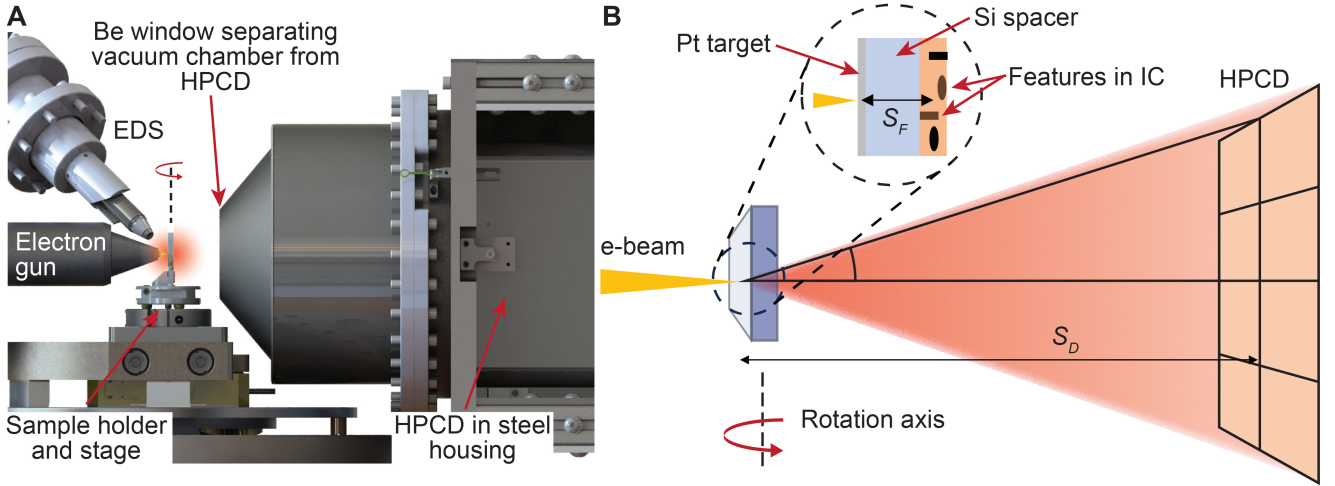 A
Be window separating
vacuum chamber from
HPCD
EDS
Electron
gun
Sample holder
and stage
HPCD in steel
housing
B
Si spacer
Pt target
Features in IC
S_F
HPCD
e-beam
S_D
Rotation axis